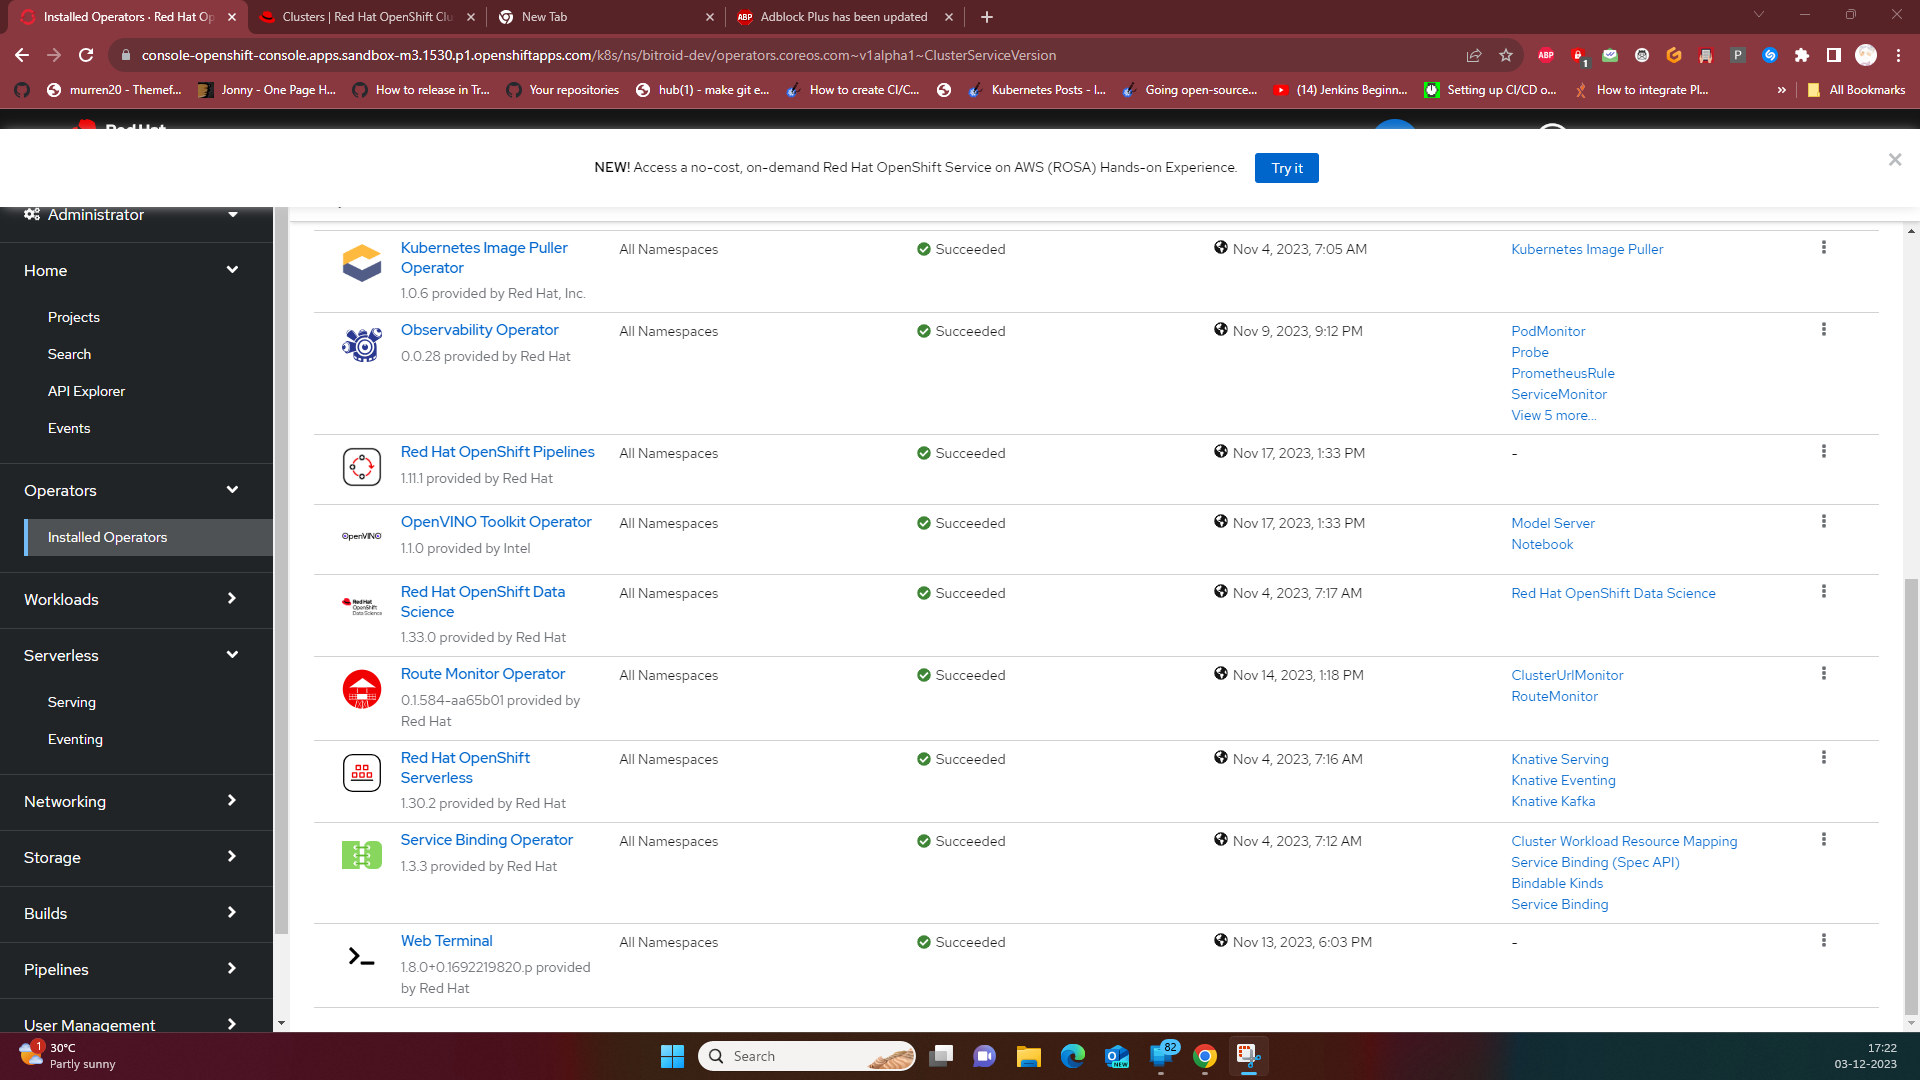 Installed Operators · Red Hat Op
Clusters | Red Hat OpenShift Clu
New Tab
ABP
Adblock Plus has been updated
console-openshift-console.apps.sandbox-m3.1530.p1.openshiftapps.com/k8s/ns/bitroid-dev/operators.coreos.com~v1alpha1~ClusterServiceVersion
ABP
1
P
murren20 - Themef...
Jonny - One Page H...
How to release in Tr...
Your repositories
hub(1) - make git e...
How to create CI/C...
Kubernetes Posts - I...
Going open-source...
(14) Jenkins Beginn...
Setting up CI/CD o...
How to integrate Pl...
»
All Bookmarks
Red Hat
NEW! Access a no-cost, on-demand Red Hat OpenShift Service on AWS (ROSA) Hands-on Experience.
Try it
Administrator
Home
Projects
Search
API Explorer
Events
Operators
Installed Operators
Workloads
Serverless
Serving
Eventing
Networking
Storage
Builds
Pipelines
User Management
Kubernetes Image Puller
Operator
1.0.6 provided by Red Hat, Inc.
All Namespaces
Succeeded
Nov 4, 2023, 7:05 AM
Kubernetes Image Puller
Observability Operator
0.0.28 provided by Red Hat
All Namespaces
Succeeded
Nov 9, 2023, 9:12 PM
PodMonitor
Probe
PrometheusRule
ServiceMonitor
View 5 more...
Red Hat OpenShift Pipelines
1.11.1 provided by Red Hat
All Namespaces
Succeeded
Nov 17, 2023, 1:33 PM
-
OpenVINO
OpenVINO Toolkit Operator
1.1.0 provided by Intel
All Namespaces
Succeeded
Nov 17, 2023, 1:33 PM
Model Server
Notebook
Red Hat
OpenShift
Data Science
Red Hat OpenShift Data
Science
1.33.0 provided by Red Hat
All Namespaces
Succeeded
Nov 4, 2023, 7:17 AM
Red Hat OpenShift Data Science
Route Monitor Operator
0.1.584-aa65b01 provided by
Red Hat
All Namespaces
Succeeded
Nov 14, 2023, 1:18 PM
ClusterUrlMonitor
RouteMonitor
Red Hat OpenShift
Serverless
1.30.2 provided by Red Hat
All Namespaces
Succeeded
Nov 4, 2023, 7:16 AM
Knative Serving
Knative Eventing
Knative Kafka
Service Binding Operator
1.3.3 provided by Red Hat
All Namespaces
Succeeded
Nov 4, 2023, 7:12 AM
Cluster Workload Resource Mapping
Service Binding (Spec API)
Bindable Kinds
Service Binding
Web Terminal
1.8.0+0.1692219820.p provided
by Red Hat
All Namespaces
Succeeded
Nov 13, 2023, 6:03 PM
-
1
30°C
Partly sunny
Search
NEW
82
17:22
03-12-2023